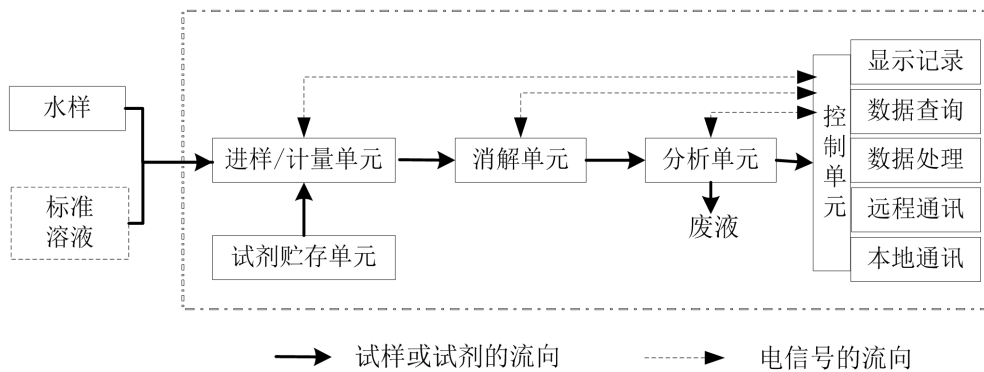 水样
标准
溶液
进样/计量单元
试剂贮存单元
消解单元
分析单元
废液
控制单元
显示记录
数据查询
数据处理
远程通讯
本地通讯
试样或试剂的流向
电信号的流向